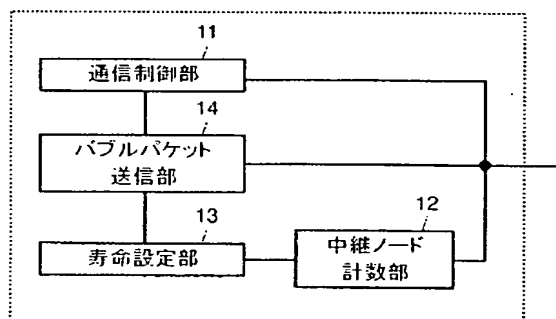 11
通信制御部
14
バブルパケット
送信部
13
寿命設定部
12
中継ノード
計数部